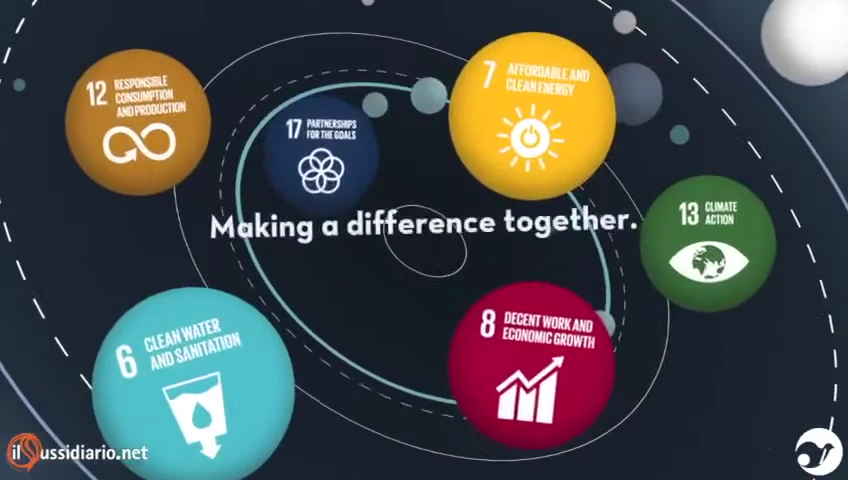 12 RESPONSIBLE
CONSUMPTION
AND PRODUCTION
17 PARTNERSHIPS
FOR THE GOALS
7 AFFORDABLE AND
CLEAN ENERGY
Making a difference together.
13 CLIMATE
ACTION
6 CLEAN WATER
AND SANITATION
8 DECENT WORK AND
ECONOMIC GROWTH
ilSussidiario.net